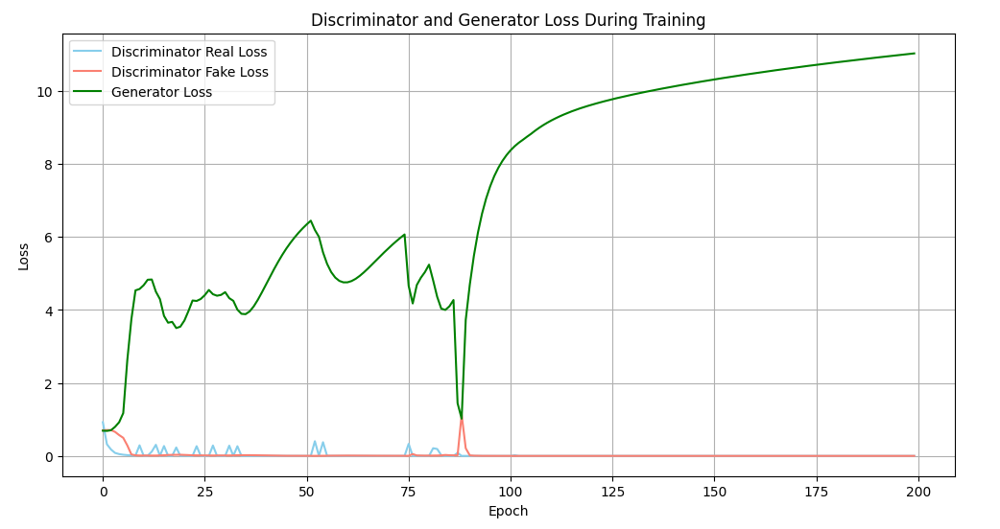 Discriminator and Generator Loss During Training
Discriminator Real Loss
Discriminator Fake Loss
Generator Loss
Loss
10
8
6
4
2
0
0 25 50 75 100 125 150 175 200
Epoch